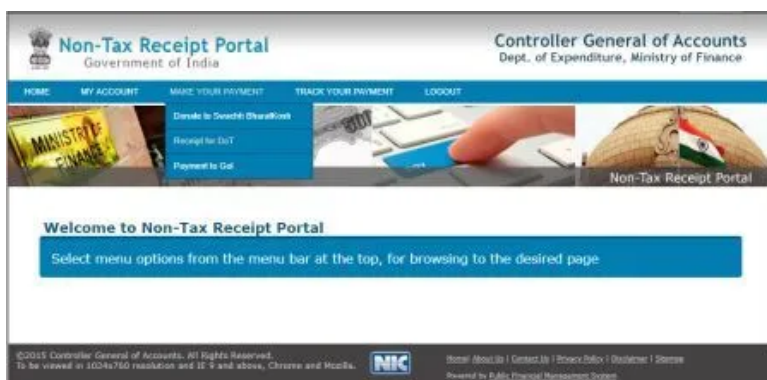 Non-Tax Receipt Portal
Government of India
Controller General of Accounts
Dept. of Expenditure, Ministry of Finance
HOME MY ACCOUNT MAKE YOUR PAYMENT TRACK YOUR PAYMENT LOGOUT
Donate to Swachh BharatKosh
Receipt for DoT
Payment to GoI
MINISTRY OF
FINANCE
Non-Tax Receipt Portal
Welcome to Non-Tax Receipt Portal
Select menu options from the menu bar at the top, for browsing to the desired page
©2015 Controller General of Accounts. All Rights Reserved.
To be viewed in 1024x760 resolution and IE 9 and above, Chrome and Mozilla.
NIC
Home| About Us | Contact Us | Privacy Policy | Disclaimer | Sitemap
Powered by Public Financial Management System